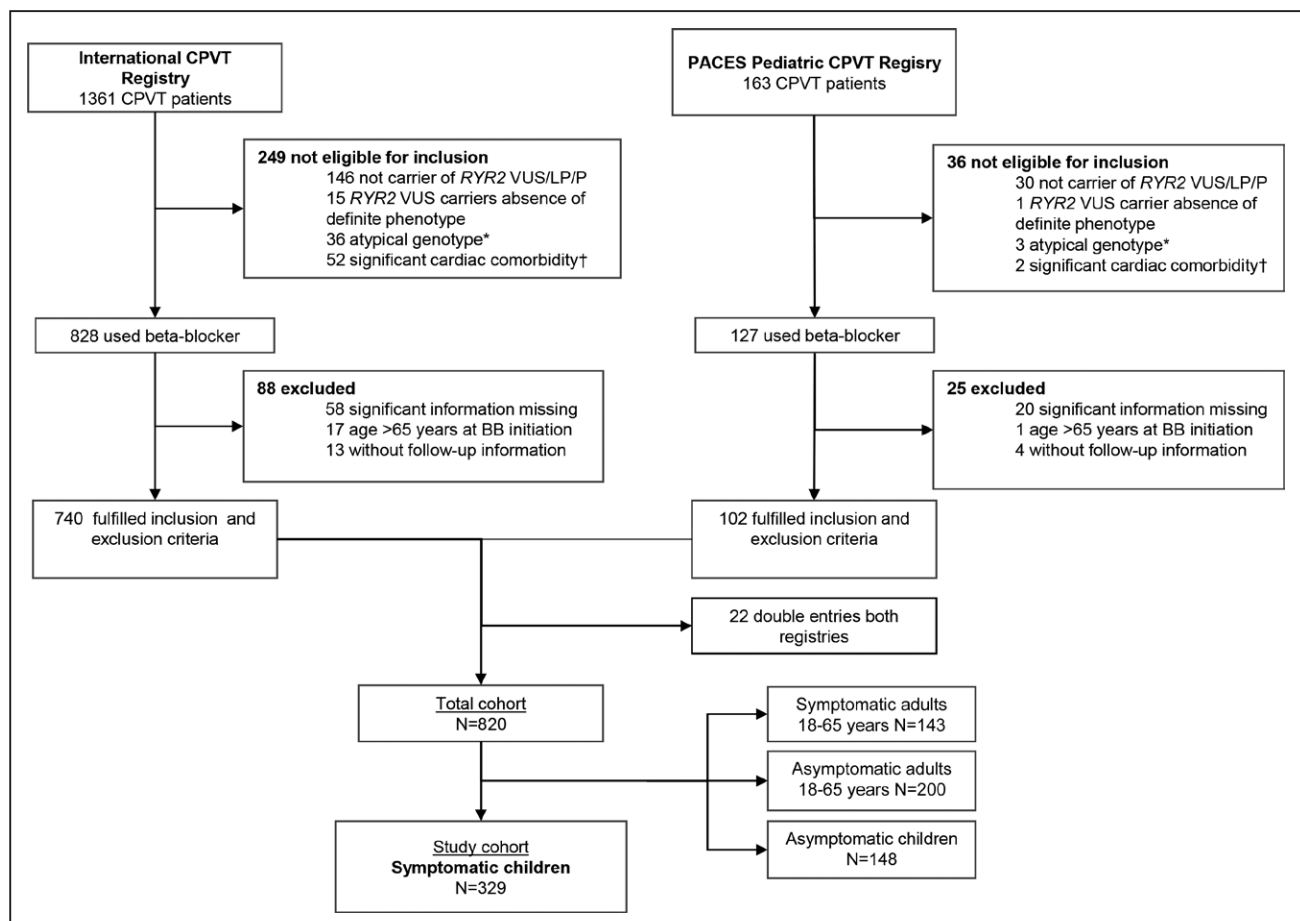 International CPVT
Registry
1361 CPVT patients
PACES Pediatric CPVT Regisry
163 CPVT patients
249 not eligible for inclusion
146 not carrier of RYR2 VUS/LP/P
15 RYR2 VUS carriers absence of
definite phenotype
36 atypical genotype*
52 significant cardiac comorbidity†
36 not eligible for inclusion
30 not carrier of RYR2 VUS/LP/P
1 RYR2 VUS carrier absence of
definite phenotype
3 atypical genotype*
2 significant cardiac comorbidity†
828 used beta-blocker
127 used beta-blocker
88 excluded
58 significant information missing
17 age >65 years at BB initiation
13 without follow-up information
25 excluded
20 significant information missing
1 age >65 years at BB initiation
4 without follow-up information
740 fulfilled inclusion and
exclusion criteria
102 fulfilled inclusion and
exclusion criteria
22 double entries both
registries
Total cohort
N=820
Symptomatic adults
18-65 years N=143
Asymptomatic adults
18-65 years N=200
Asymptomatic children
N=148
Study cohort
Symptomatic children
N=329